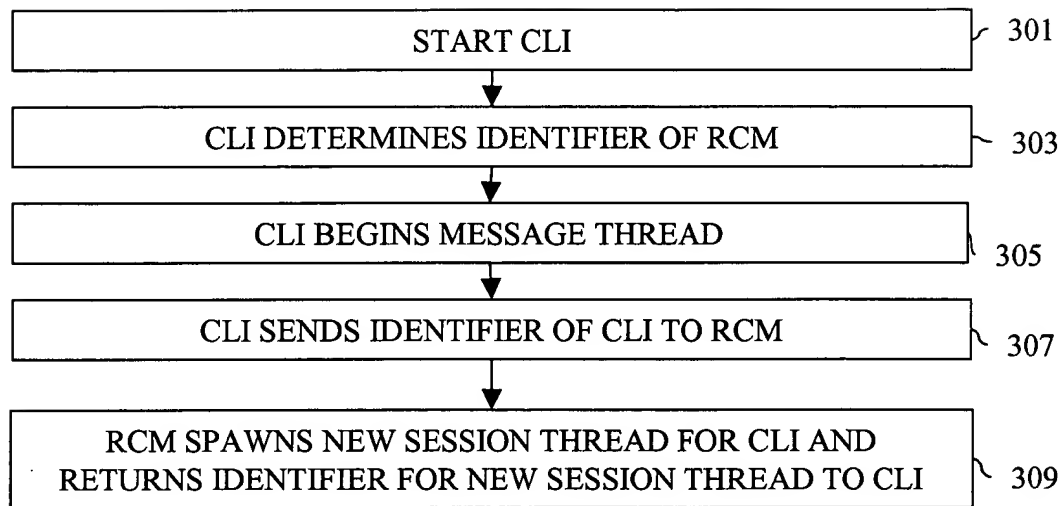 START CLI
301
CLI DETERMINES IDENTIFIER OF RCM
303
CLI BEGINS MESSAGE THREAD
305
CLI SENDS IDENTIFIER OF CLI TO RCM
307
RCM SPAWNS NEW SESSION THREAD FOR CLI AND
RETURNS IDENTIFIER FOR NEW SESSION THREAD TO CLI
309